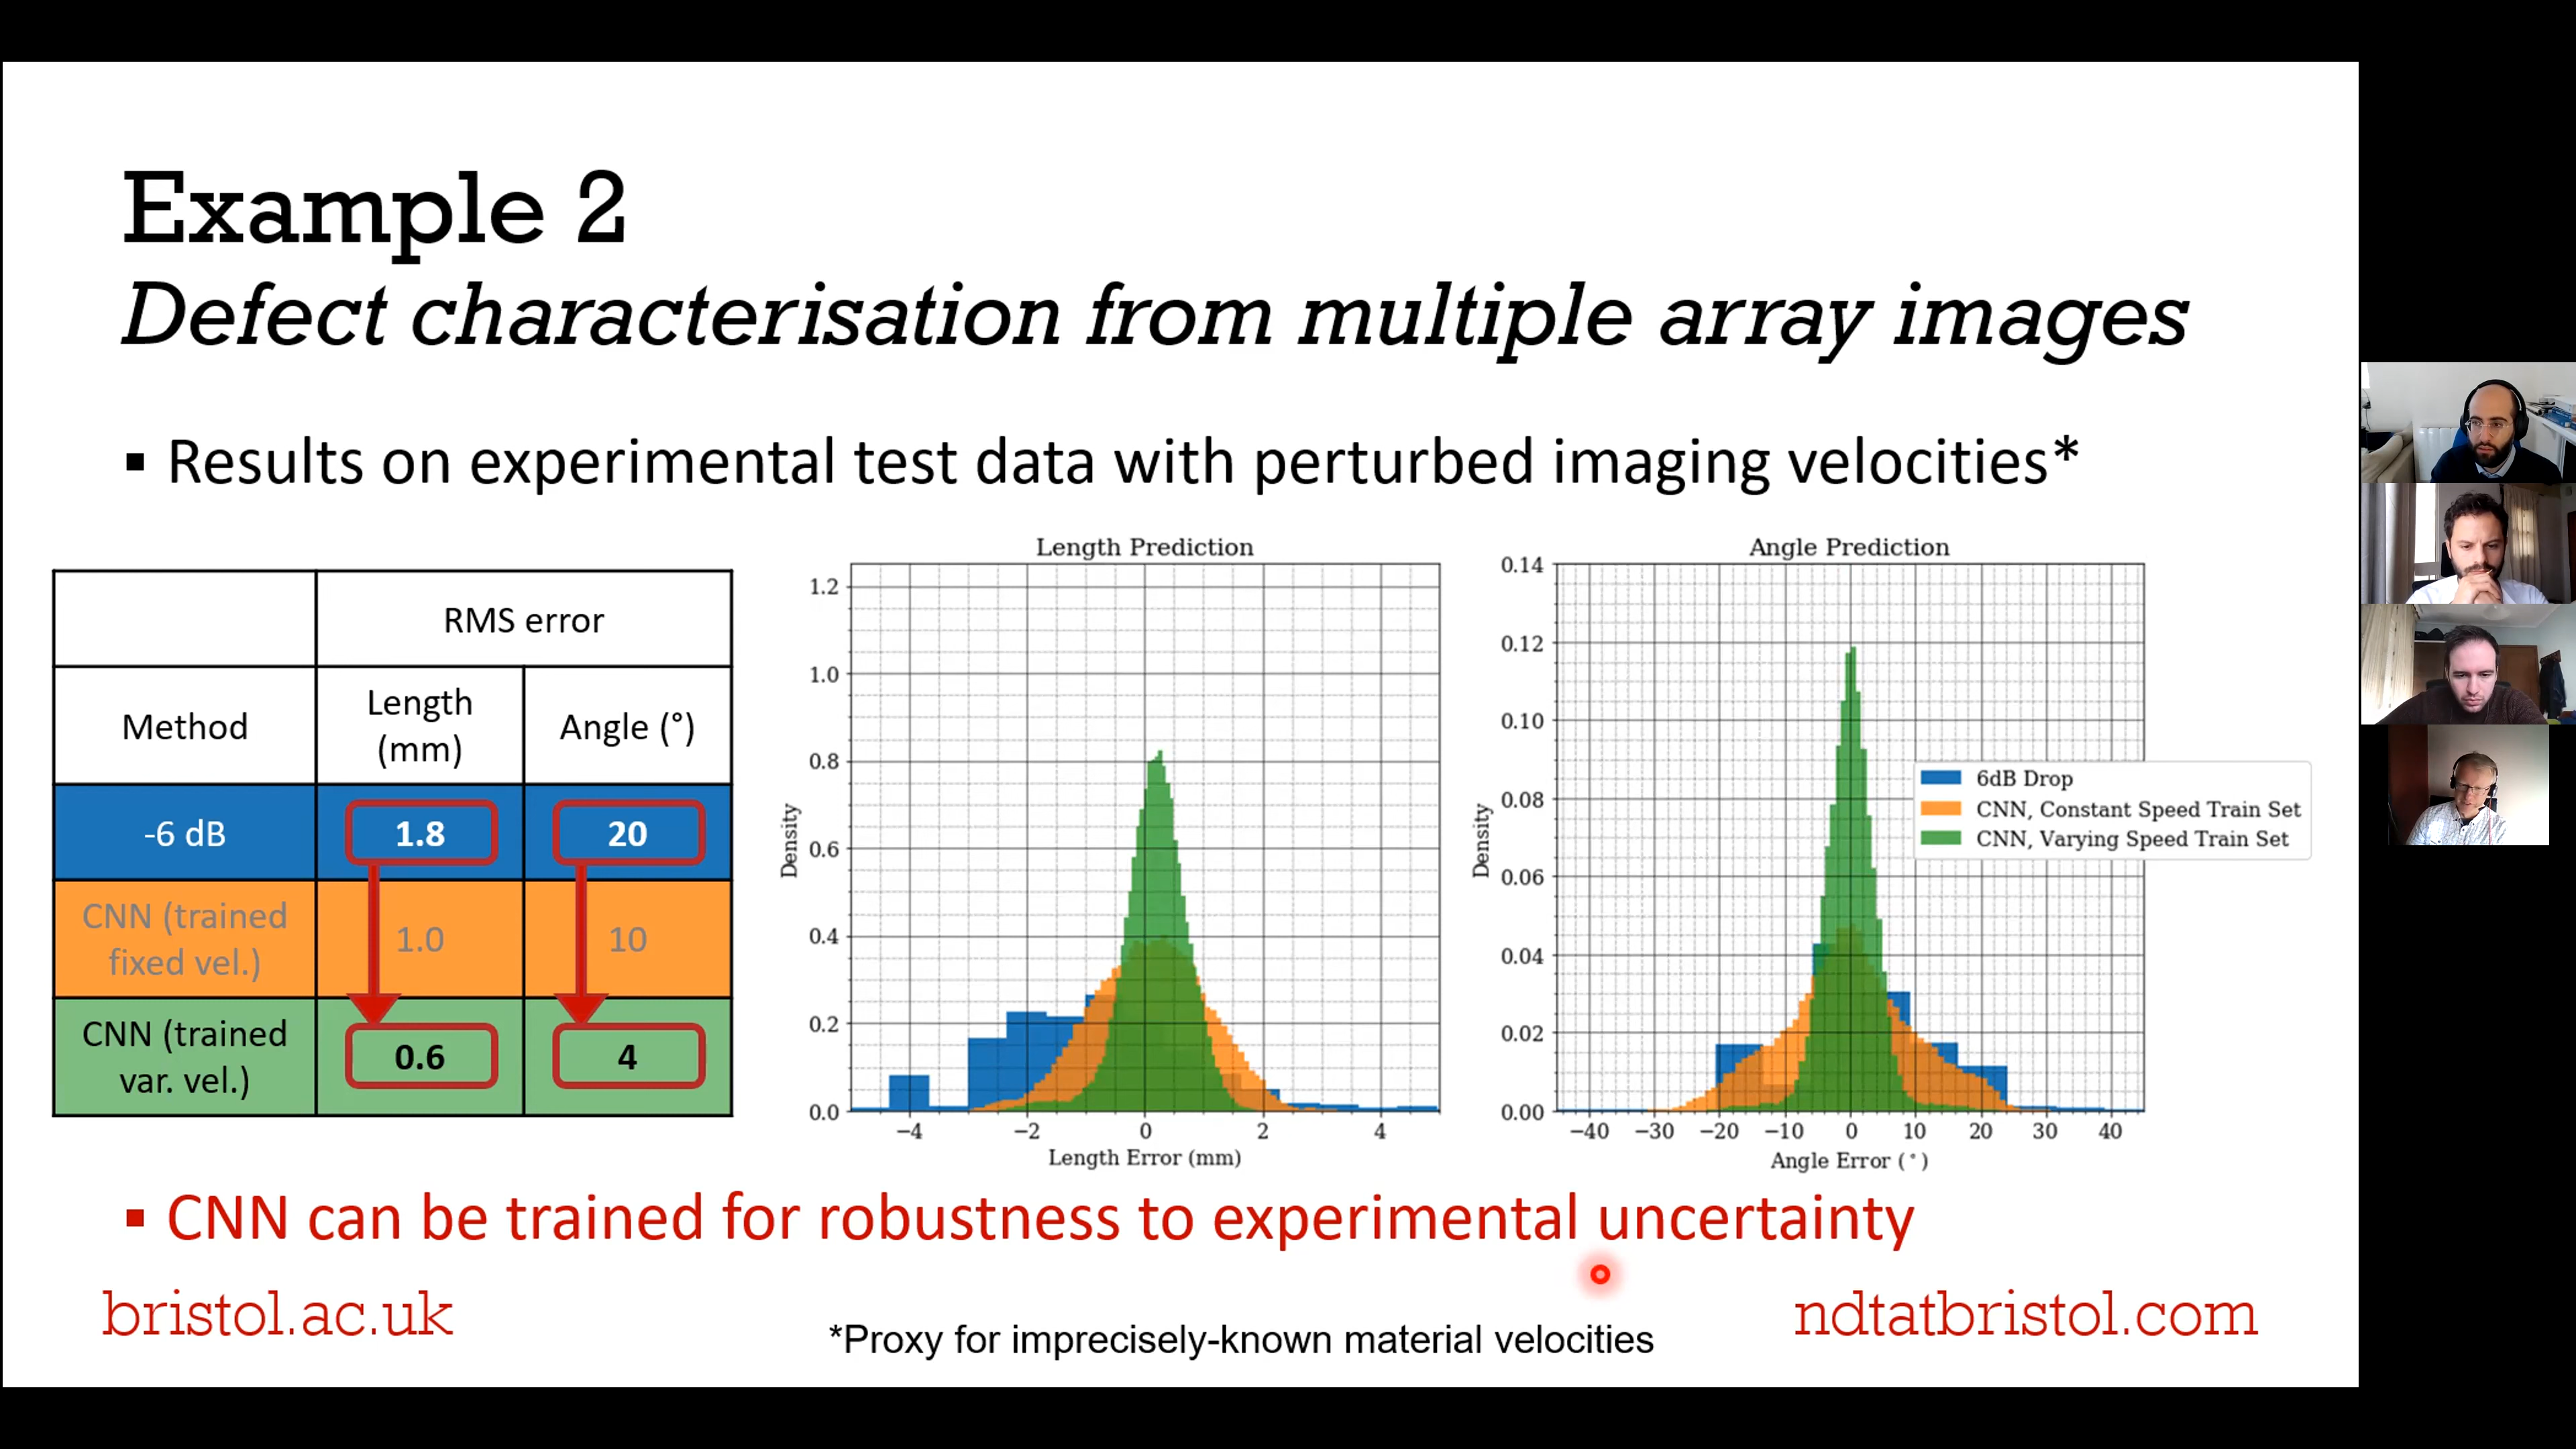 Example 2
Defect characterisation from multiple array images
▪ Results on experimental test data with perturbed imaging velocities*
RMS error
Method
Length
(mm)
Angle (°)
-6 dB
1.8
20
CNN (trained
fixed vel.)
1.0
10
CNN (trained
var. vel.)
0.6
4
Length Prediction
1.2
1.0
0.8
0.6
0.4
0.2
0.0
Density
−4 −2 0 2 4
Length Error (mm)
Angle Prediction
0.14
0.12
0.10
0.08
0.06
0.04
0.02
0.00
Density
−40 −30 −20 −10 0 10 20 30 40
Angle Error (°)
6dB Drop
CNN, Constant Speed Train Set
CNN, Varying Speed Train Set
▪ CNN can be trained for robustness to experimental uncertainty
bristol.ac.uk
*Proxy for imprecisely-known material velocities
ndtatbristol.com